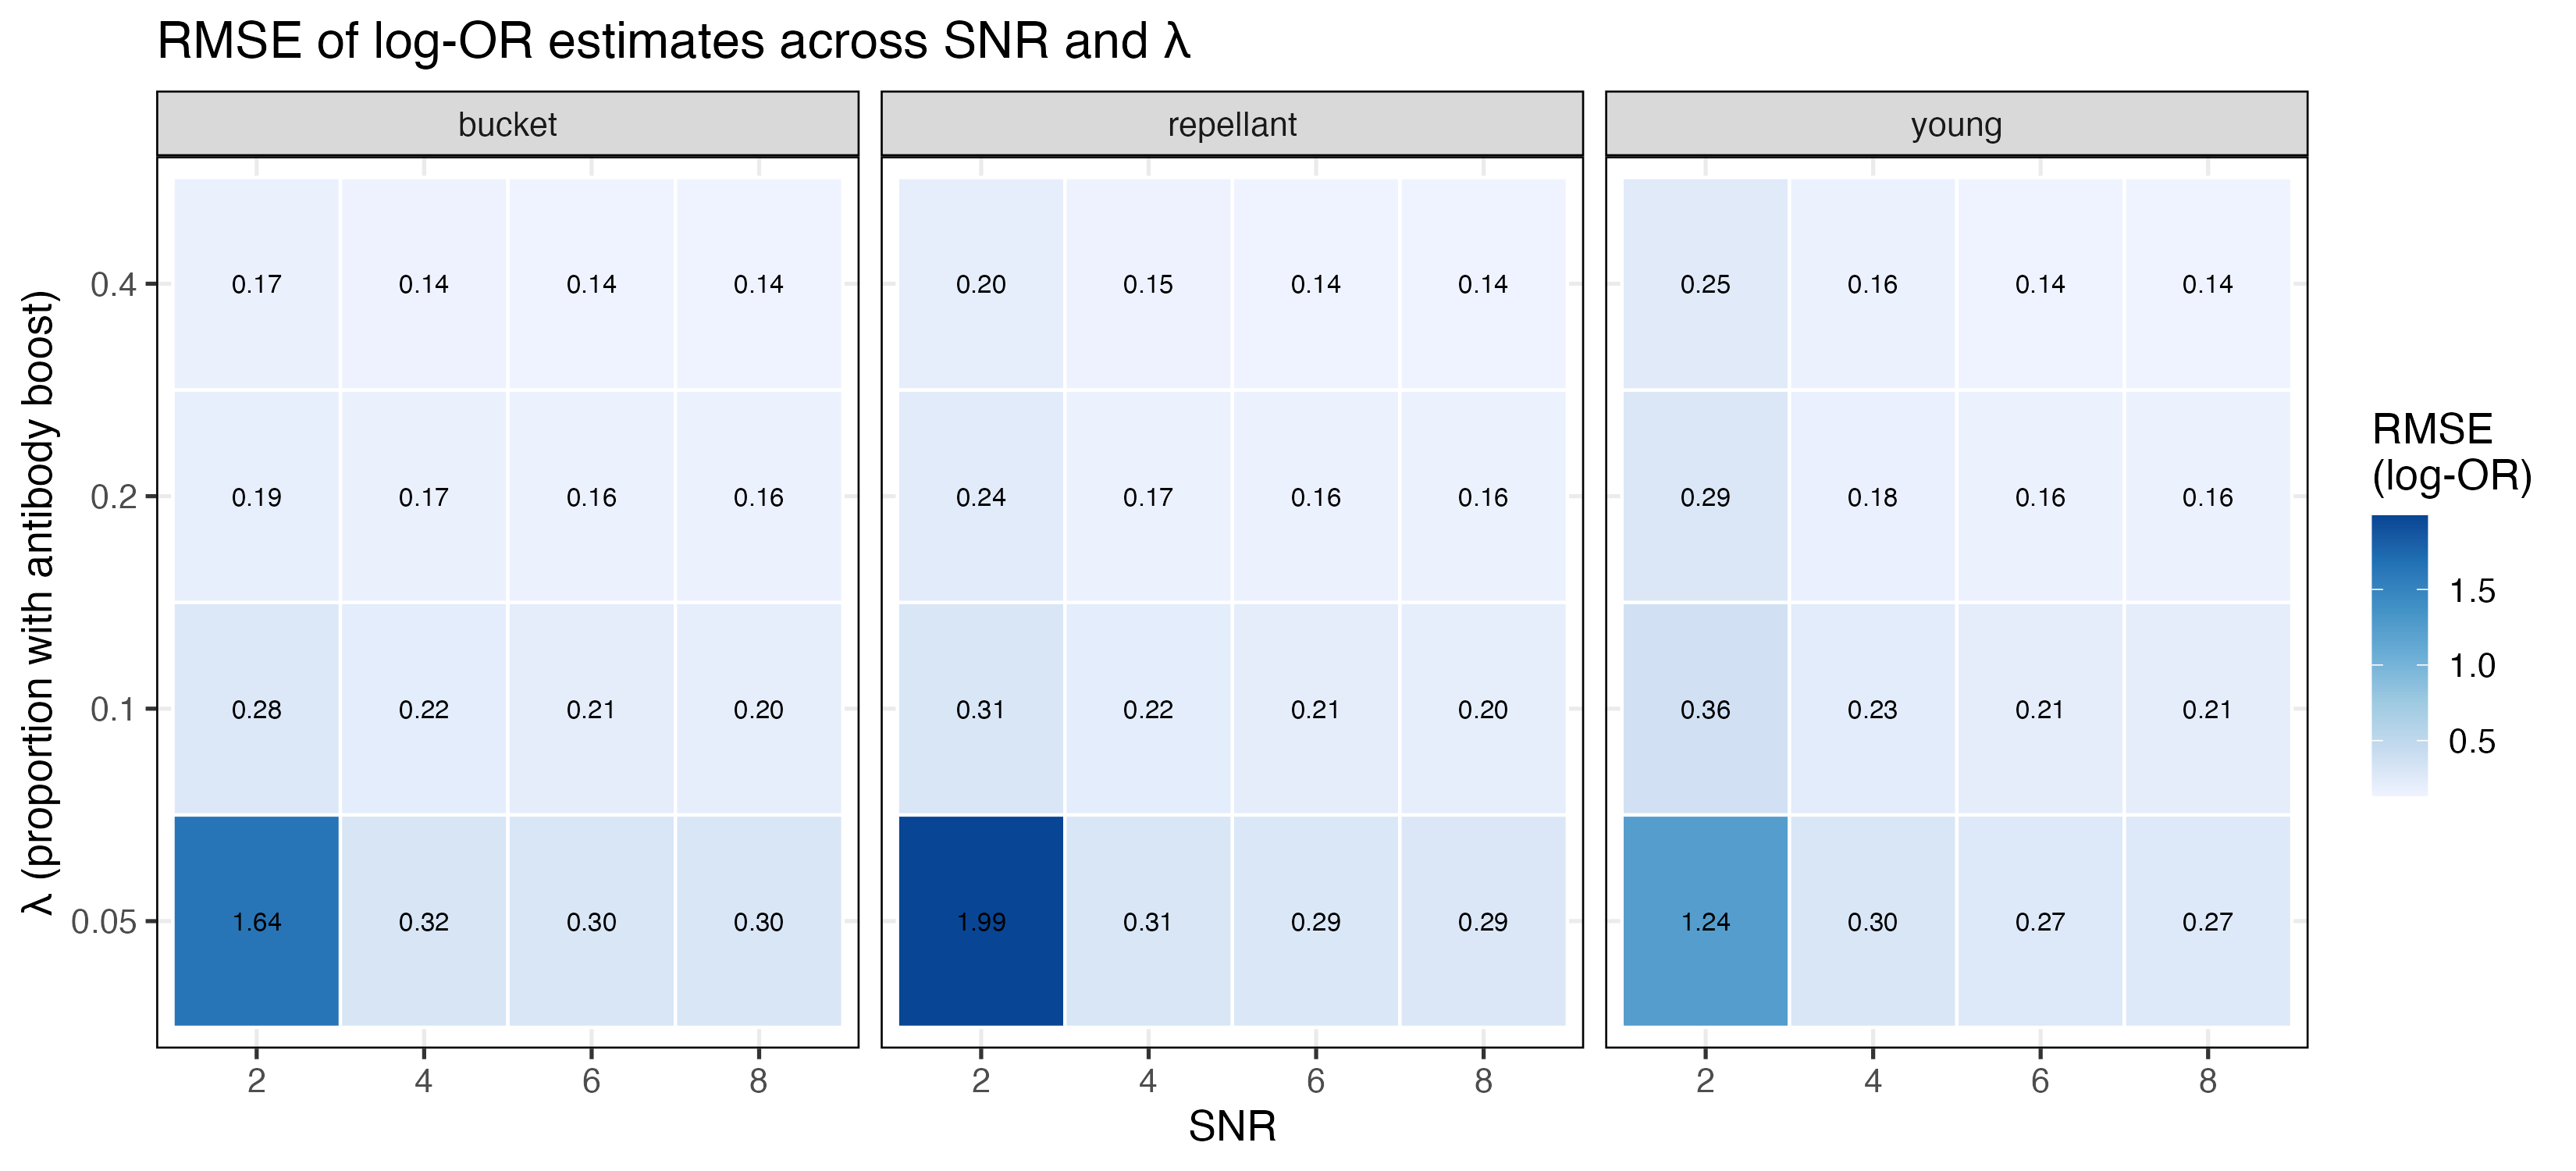 RMSE of log-OR estimates across SNR and λ
bucket
repellant
young
λ (proportion with antibody boost)
0.4
0.17 0.14 0.14 0.14
0.20 0.15 0.14 0.14
0.25 0.16 0.14 0.14
0.2
0.19 0.17 0.16 0.16
0.24 0.17 0.16 0.16
0.29 0.18 0.16 0.16
0.1
0.28 0.22 0.21 0.20
0.31 0.22 0.21 0.20
0.36 0.23 0.21 0.21
0.05
1.64 0.32 0.30 0.30
1.99 0.31 0.29 0.29
1.24 0.30 0.27 0.27
2 4 6 8
2 4 6 8
2 4 6 8
SNR
RMSE
(log-OR)
1.5
1.0
0.5